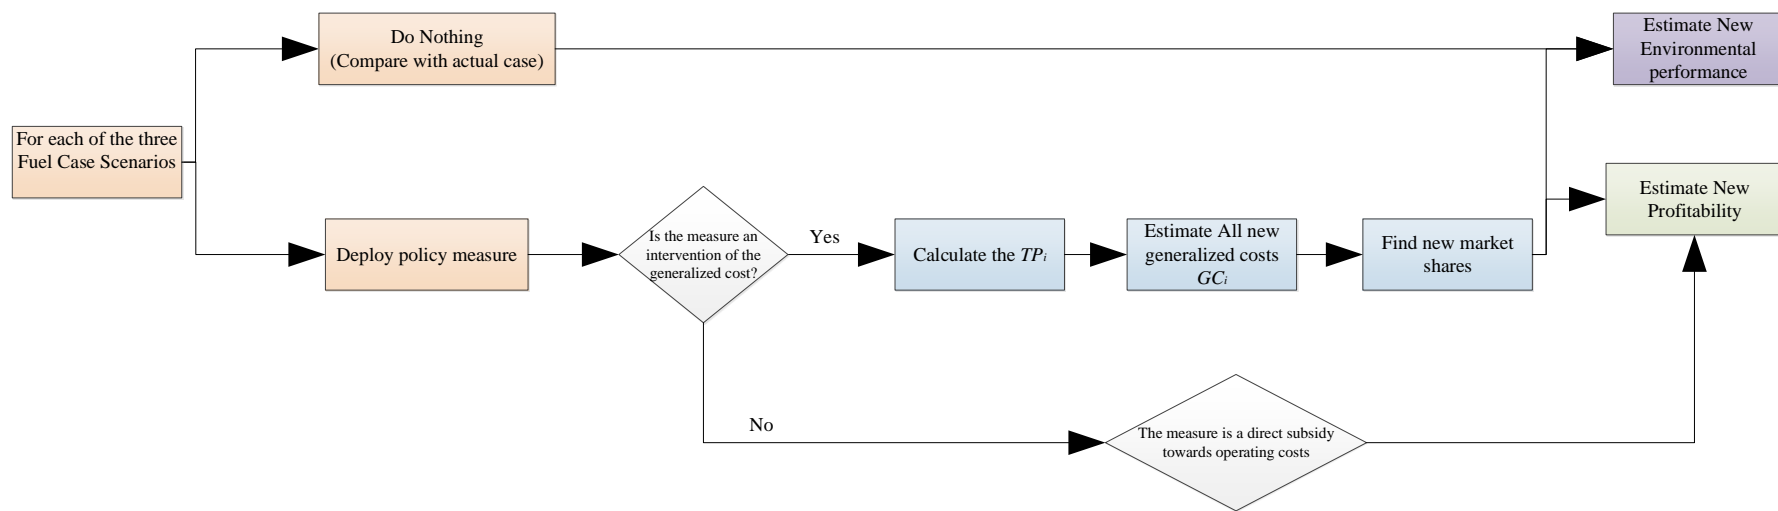 Do Nothing
(Compare with actual case)
Estimate New
Environmental
performance
For each of the three
Fuel Case Scenarios
Estimate New
Profitability
Deploy policy measure
Is the measure an
intervention of the
generalized cost?
Yes
Calculate the TPi
Estimate All new
generalized costs
GCi
Find new market
shares
No
The measure is a direct subsidy
towards operating costs